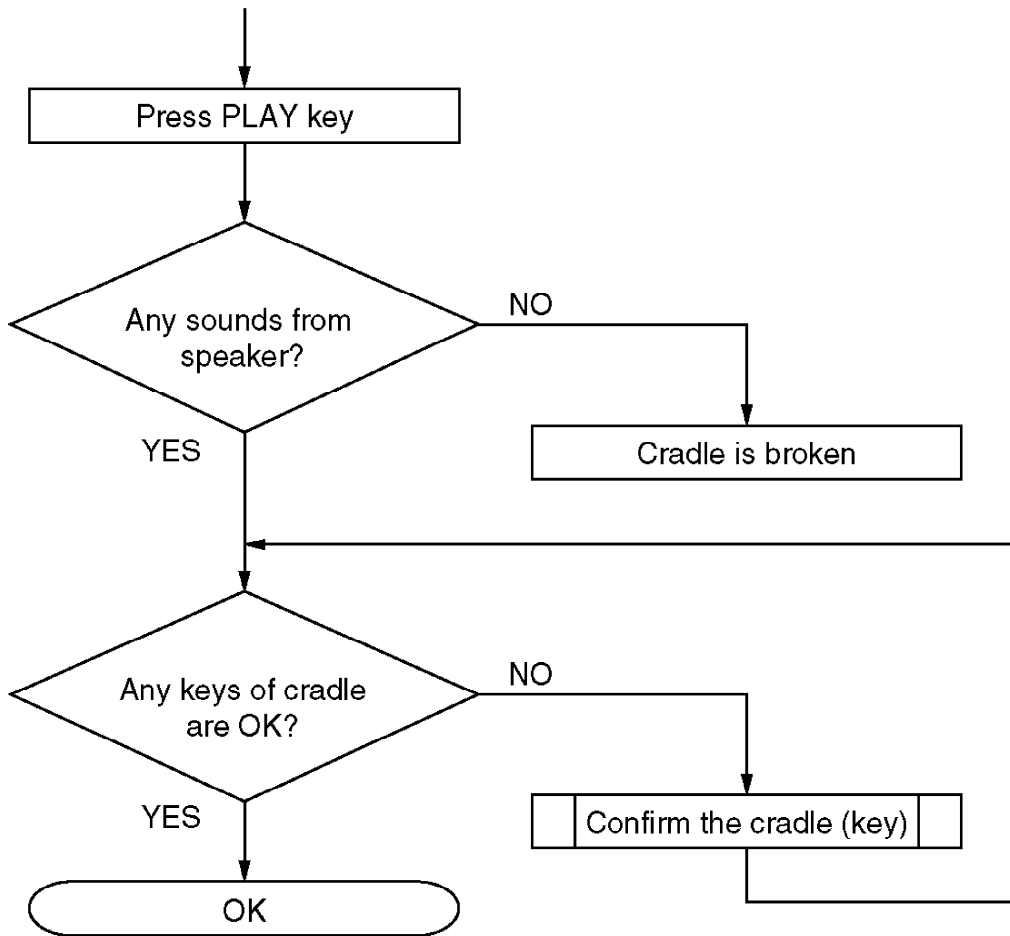 Press PLAY key
Any sounds from
speaker?
NO
YES
Cradle is broken
Any keys of cradle
are OK?
NO
YES
Confirm the cradle (key)
OK